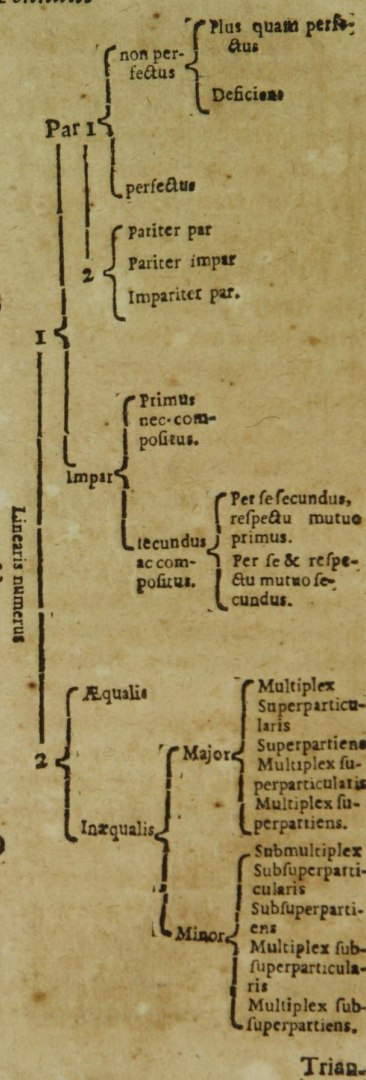 Plus quam perfe-
ctus
non per-
fectus
Deficiens
Par 1
perfectus
Pariter par
Pariter impar
2
Impariter par.
1
Primus
nec com-
positus.
Impar
Per se secundus,
respectu mutuo
primus.
secundus
ac com-
positus.
Per se & respe-
ctu mutuo se-
cundus.
Linearis numerus
Æqualis
2
Inæqualis
Major
Multiplex
Superparticu-
laris
Superpartiens
Multiplex su-
perparticularis
Multiplex su-
perpartiens.
Minor
Submultiplex
Subsuperparti-
cularis
Subsuperparti-
ens
Multiplex sub-
superparticula-
ris
Multiplex sub-
superpartiens.
Trian-